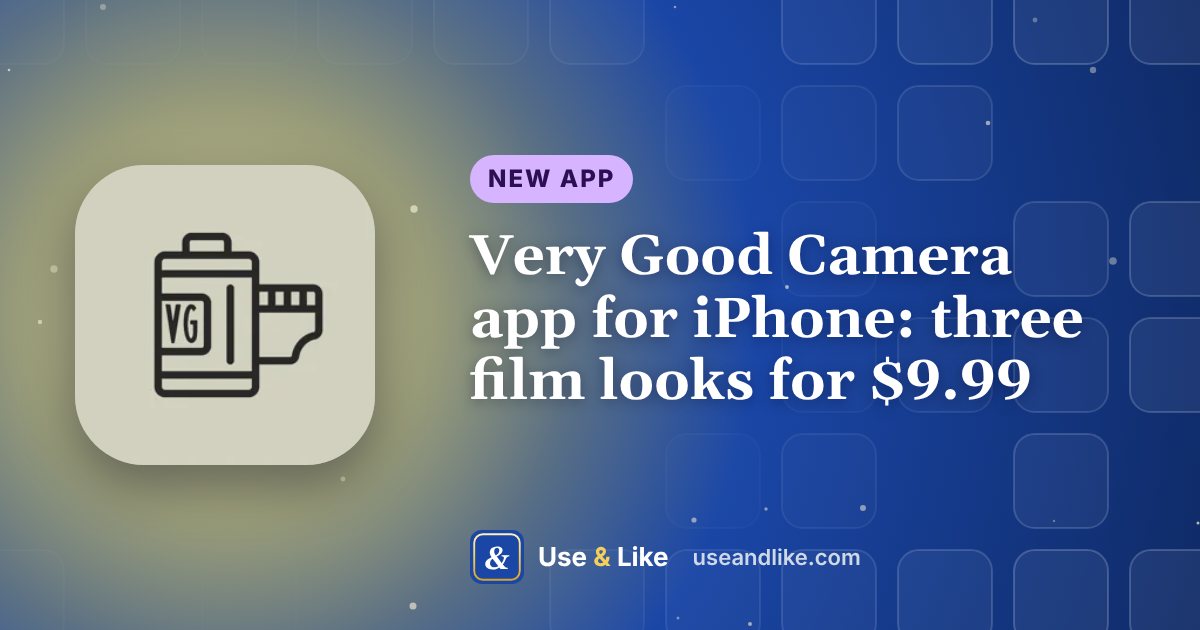 NEW APP
VG
Very Good Camera
app for iPhone: three
film looks for $9.99
& Use & Like useandlike.com